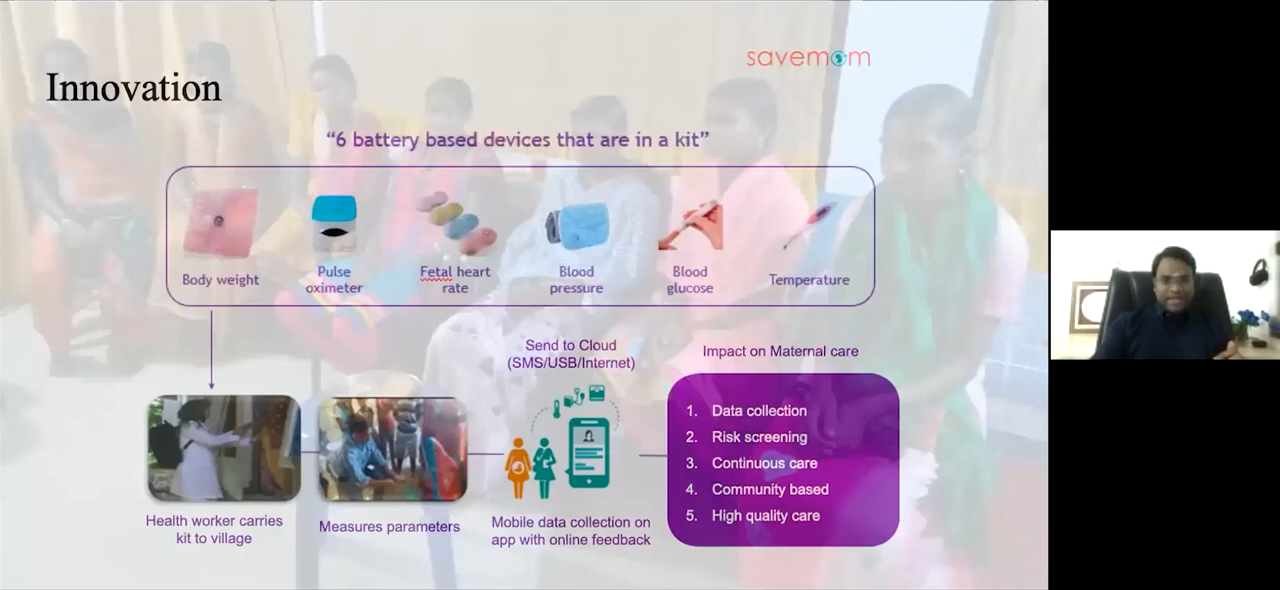 savemom
Innovation
“6 battery based devices that are in a kit”
Body weight
Pulse
oximeter
Fetal heart
rate
Blood
pressure
Blood
glucose
Temperature
Send to Cloud
(SMS/USB/Internet)
Impact on Maternal care
1. Data collection
2. Risk screening
3. Continuous care
4. Community based
5. High quality care
Health worker carries
kit to village
Measures parameters
Mobile data collection on
app with online feedback